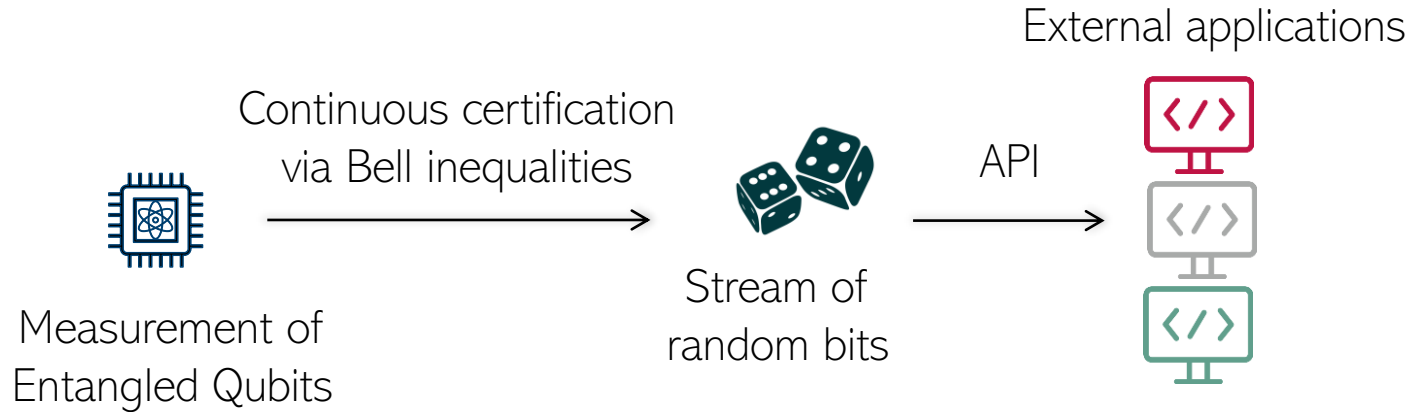 External applications
Continuous certification
via Bell inequalities
API
Stream of
random bits
Measurement of
Entangled Qubits
</>
</>
</>